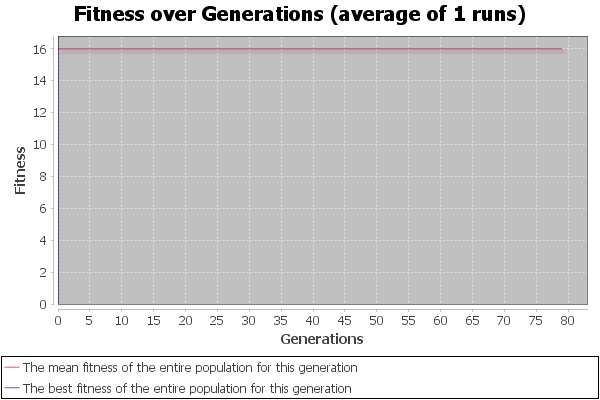 Fitness over Generations (average of 1 runs)
16
14
12
10
8
6
4
2
0
Fitness
0 5 10 15 20 25 30 35 40 45 50 55 60 65 70 75 80
Generations
The mean fitness of the entire population for this generation
The best fitness of the entire population for this generation